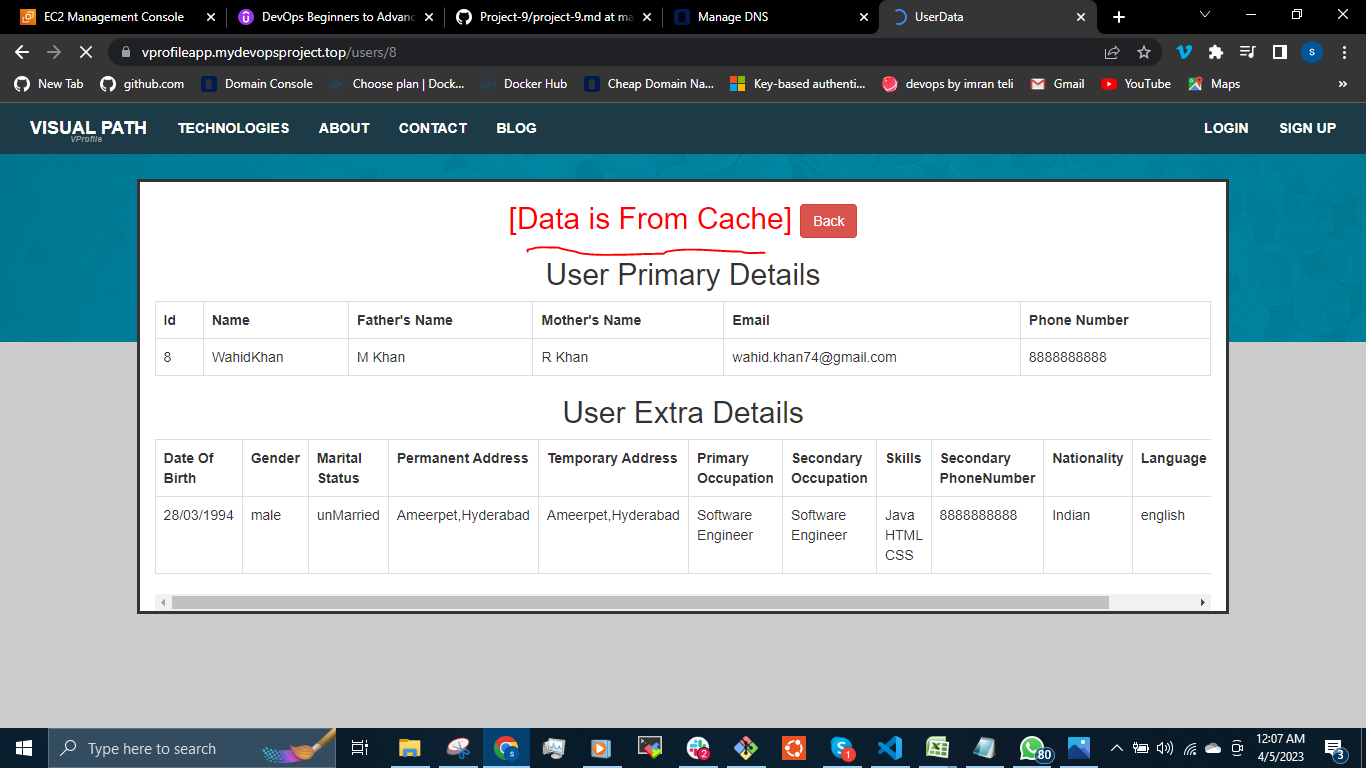 EC2 Management Console
DevOps Beginners to Advanc
Project-9/project-9.md at ma
Manage DNS
UserData
vprofileapp.mydevopsproject.top/users/8
S
New Tab
github.com
Domain Console
Choose plan | Dock...
Docker Hub
Cheap Domain Na...
Key-based authenti...
devops by imran teli
Gmail
YouTube
Maps
»
VISUAL PATH
VProfile
TECHNOLOGIES
ABOUT
CONTACT
BLOG
LOGIN
SIGN UP
[Data is From Cache]
Back
User Primary Details
Id Name Father's Name Mother's Name Email Phone Number
8 WahidKhan M Khan R Khan wahid.khan74@gmail.com 8888888888
User Extra Details
Date Of Gender Marital Permanent Address Temporary Address Primary Secondary Skills Secondary Nationality Language
Birth Status Occupation Occupation PhoneNumber
28/03/1994 male unMarried Ameerpet,Hyderabad Ameerpet,Hyderabad Software Software Java 8888888888 Indian english
Engineer Engineer HTML
CSS
Type here to search
2
1
80
12:07 AM
4/5/2023
3